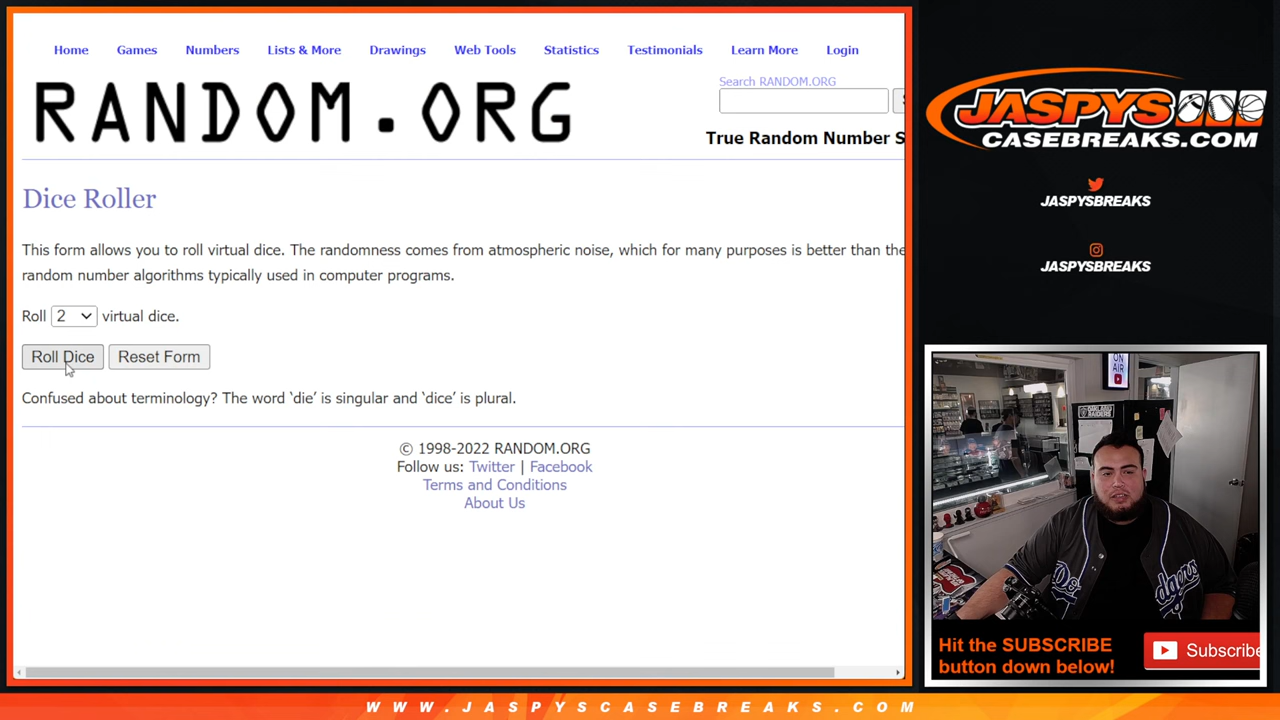 Home Games Numbers Lists & More Drawings Web Tools Statistics Testimonials Learn More Login
RANDOM.ORG
Search RANDOM.ORG
True Random Number S
Dice Roller
This form allows you to roll virtual dice. The randomness comes from atmospheric noise, which for many purposes is better than the
random number algorithms typically used in computer programs.
Roll 2 virtual dice.
Roll Dice Reset Form
Confused about terminology? The word ‘die’ is singular and ‘dice’ is plural.
© 1998-2022 RANDOM.ORG
Follow us: Twitter | Facebook
Terms and Conditions
About Us
JASPYS
CASEBREAKS.COM
JASPYSBREAKS
JASPYSBREAKS
ON
AIR
Hit the SUBSCRIBE
button down below!
Subscribe
WWW.JASPYSCASEBREAKS.COM